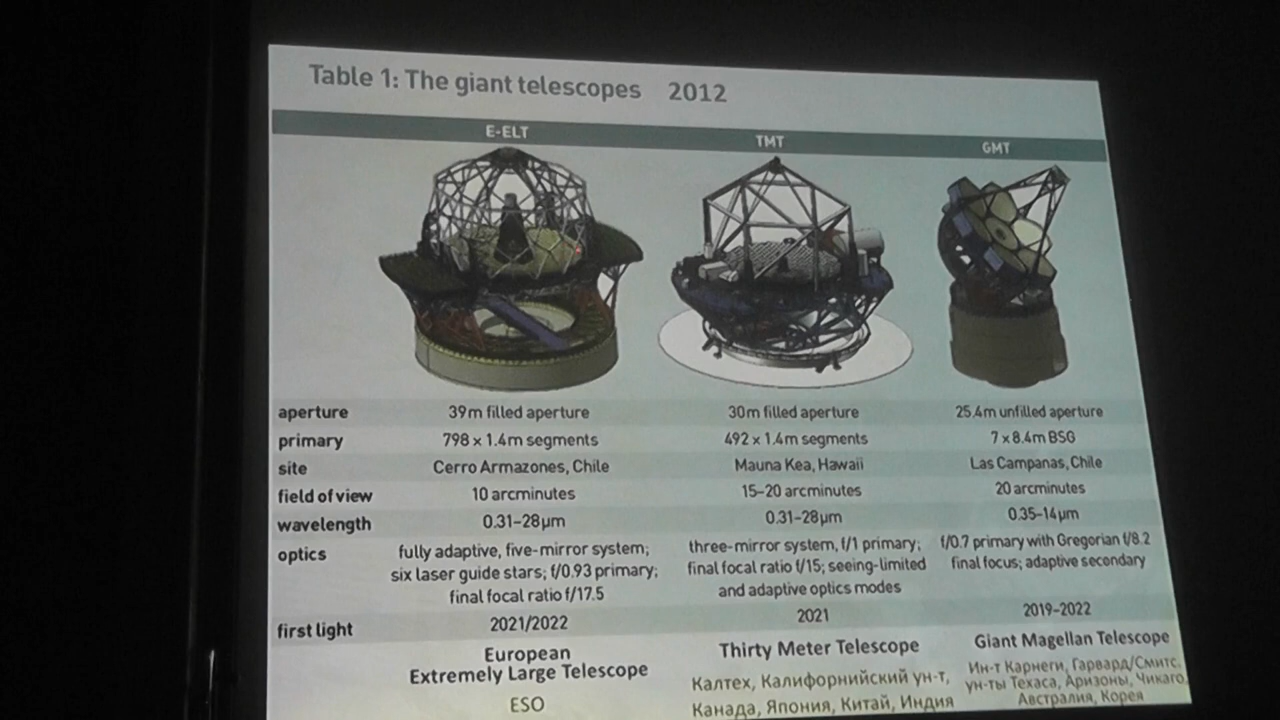 Table 1: The giant telescopes 2012
E-ELT TMT GMT
aperture 39m filled aperture 30m filled aperture 25.4m unfilled aperture
primary 798 × 1.4m segments 492 × 1.4m segments 7 × 8.4m BSG
site Cerro Armazones, Chile Mauna Kea, Hawaii Las Campanas, Chile
field of view 10 arcminutes 15–20 arcminutes 20 arcminutes
wavelength 0.31–28µm 0.31–28µm 0.35–14µm
optics fully adaptive, five-mirror system; three-mirror system, f/1 primary; f/0.7 primary with Gregorian f/8.2
six laser guide stars; f/0.93 primary; final focal ratio f/15; seeing-limited final focus; adaptive secondary
final focal ratio f/17.5 and adaptive optics modes
first light 2021/2022 2021 2019–2022
European Thirty Meter Telescope Giant Magellan Telescope
Extremely Large Telescope
ESO Калтех, Калифорнийский ун-т, Ин-т Карнеги, Гарвард/Смитс.
Канада, Япония, Китай, Индия ун-ты Техаса, Аризоны, Чикаго,
Австралия, Корея